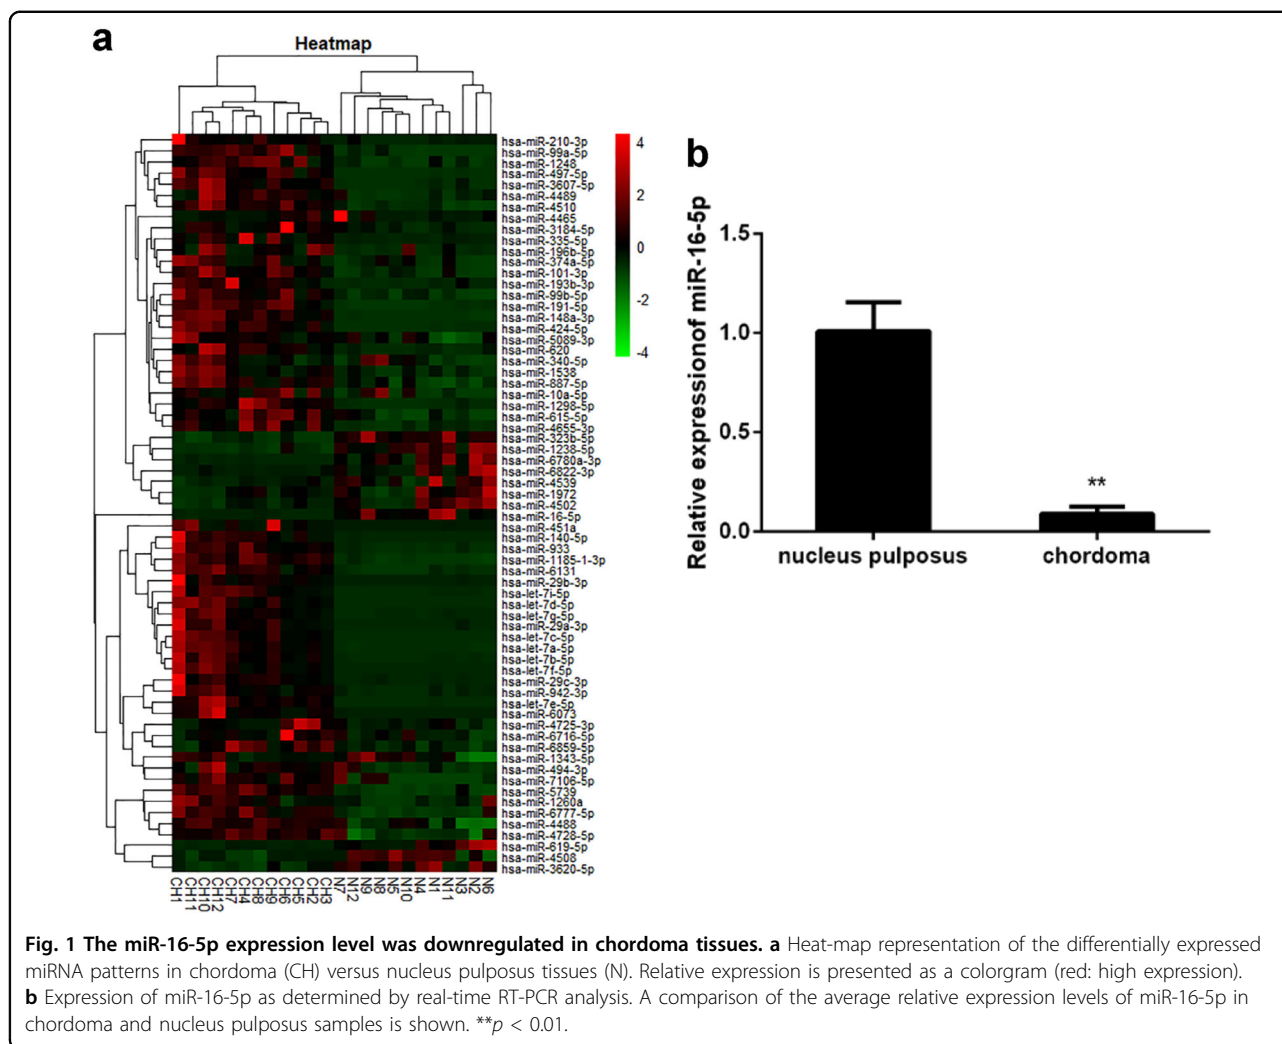 a
Heatmap
hsa-miR-210-3p
hsa-miR-99a-5p
hsa-miR-1248
hsa-miR-497-5p
hsa-miR-3607-5p
hsa-miR-4489
hsa-miR-4510
hsa-miR-4465
hsa-miR-3184-5p
hsa-miR-335-5p
hsa-miR-196b-5p
hsa-miR-374a-5p
hsa-miR-101-3p
hsa-miR-193b-3p
hsa-miR-99b-5p
hsa-miR-191-5p
hsa-miR-148a-3p
hsa-miR-424-5p
hsa-miR-5089-3p
hsa-miR-620
hsa-miR-340-5p
hsa-miR-1538
hsa-miR-887-5p
hsa-miR-10a-5p
hsa-miR-1298-5p
hsa-miR-615-5p
hsa-miR-4655-3p
hsa-miR-323b-5p
hsa-miR-1238-5p
hsa-miR-6780a-3p
hsa-miR-6822-3p
hsa-miR-4539
hsa-miR-1972
hsa-miR-4502
hsa-miR-16-5p
hsa-miR-451a
hsa-miR-140-5p
hsa-miR-933
hsa-miR-1185-1-3p
hsa-miR-6131
hsa-miR-29b-3p
hsa-let-7i-5p
hsa-let-7d-5p
hsa-let-7g-5p
hsa-miR-29a-3p
hsa-let-7c-5p
hsa-let-7a-5p
hsa-let-7b-5p
hsa-let-7f-5p
hsa-miR-29c-3p
hsa-miR-942-3p
hsa-let-7e-5p
hsa-miR-6073
hsa-miR-4725-3p
hsa-miR-6716-5p
hsa-miR-6859-5p
hsa-miR-1343-5p
hsa-miR-494-3p
hsa-miR-7106-5p
hsa-miR-5739
hsa-miR-1260a
hsa-miR-6777-5p
hsa-miR-4488
hsa-miR-4728-5p
hsa-miR-619-5p
hsa-miR-4508
hsa-miR-3620-5p
CH1
CH11
CH10
CH12
CH7
CH4
CH8
CH9
CH6
CH5
CH2
CH3
N7
N12
N9
N8
N5
N10
N4
N1
N11
N3
N2
N6
4
2
0
-2
-4
b
Relative expressionof miR-16-5p
1.5
1.0
0.5
0.0
**
nucleus pulposus
chordoma
Fig. 1 The miR-16-5p expression level was downregulated in chordoma tissues. a Heat-map representation of the differentially expressed
miRNA patterns in chordoma (CH) versus nucleus pulposus tissues (N). Relative expression is presented as a colorgram (red: high expression).
b Expression of miR-16-5p as determined by real-time RT-PCR analysis. A comparison of the average relative expression levels of miR-16-5p in
chordoma and nucleus pulposus samples is shown. **p < 0.01.